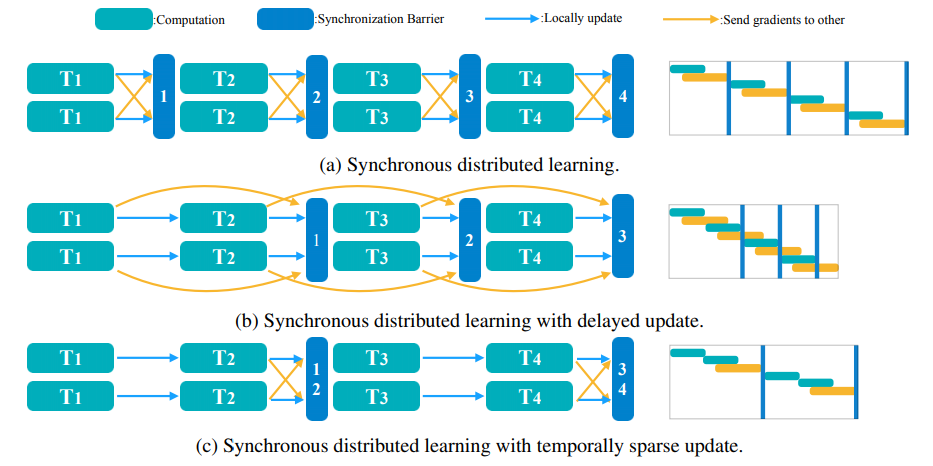 :Computation :Synchronization Barrier :Locally update :Send gradients to other
T1 T2 T3 T4
1 2 3 4
T1 T2 T3 T4
(a) Synchronous distributed learning.
T1 T2 T3 T4
1 2 3
T1 T2 T3 T4
(b) Synchronous distributed learning with delayed update.
T1 T2 1 T3 T4 3
T1 T2 2 T3 T4 4
(c) Synchronous distributed learning with temporally sparse update.